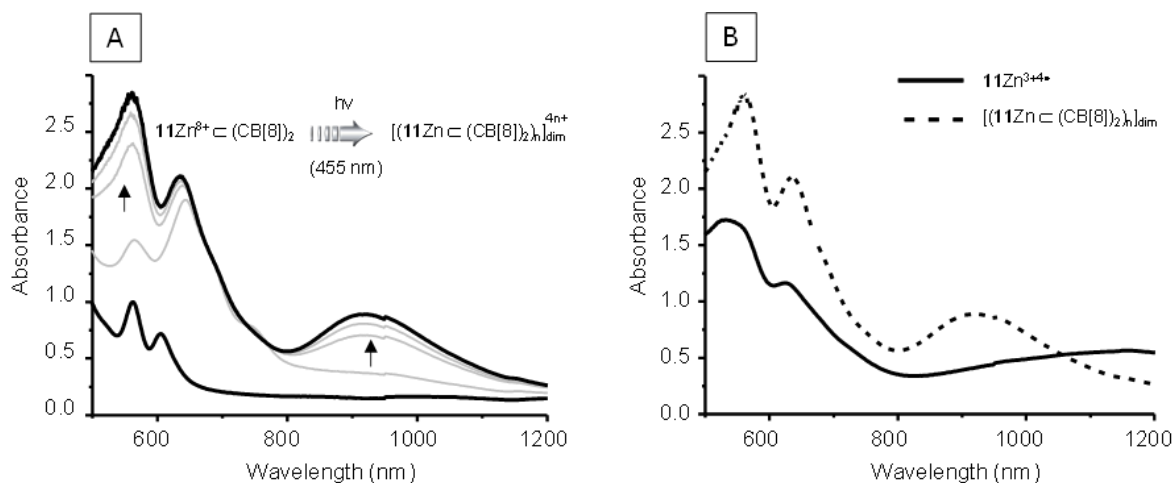 A
B
11Zn⁸⁺ ⊂ (CB[8])₂
hν
(455 nm)
[(11Zn ⊂ (CB[8])₂)ₙ]dim⁴ⁿ⁺
Absorbance
2.5
2.0
1.5
1.0
0.5
0.0
600
800
1000
1200
Wavelength (nm)
11Zn³⁺⁴•
[(11Zn ⊂ (CB[8])₂)ₙ]dim
Absorbance
2.5
2.0
1.5
1.0
0.5
0.0
600
800
1000
1200
Wavelength (nm)